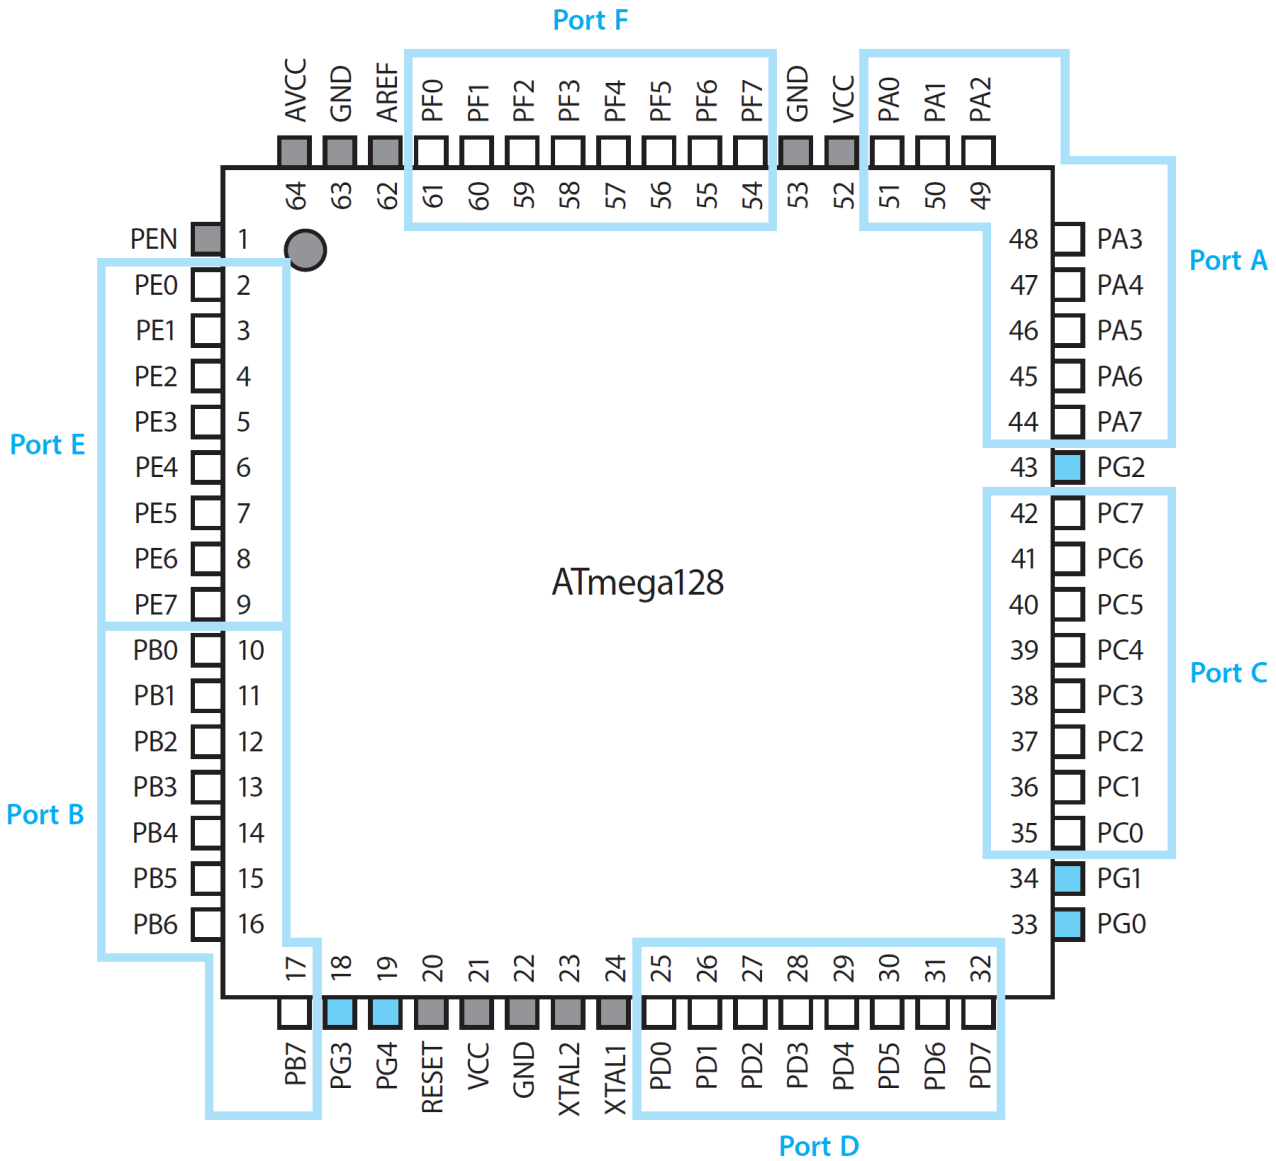 Port F
AVCC GND AREF PF0 PF1 PF2 PF3 PF4 PF5 PF6 PF7 GND VCC PA0 PA1 PA2
64 63 62 61 60 59 58 57 56 55 54 53 52 51 50 49
PEN 1 48 PA3
Port A
PE0 2 47 PA4
PE1 3 46 PA5
PE2 4 45 PA6
PE3 5 44 PA7
Port E
PE4 6 43 PG2
PE5 7 42 PC7
PE6 8 41 PC6
ATmega128
PE7 9 40 PC5
PB0 10 39 PC4
Port C
PB1 11 38 PC3
PB2 12 37 PC2
PB3 13 36 PC1
Port B
PB4 14 35 PC0
PB5 15 34 PG1
PB6 16 33 PG0
17 18 19 20 21 22 23 24 25 26 27 28 29 30 31 32
PB7 PG3 PG4 RESET VCC GND XTAL2 XTAL1 PD0 PD1 PD2 PD3 PD4 PD5 PD6 PD7
Port D